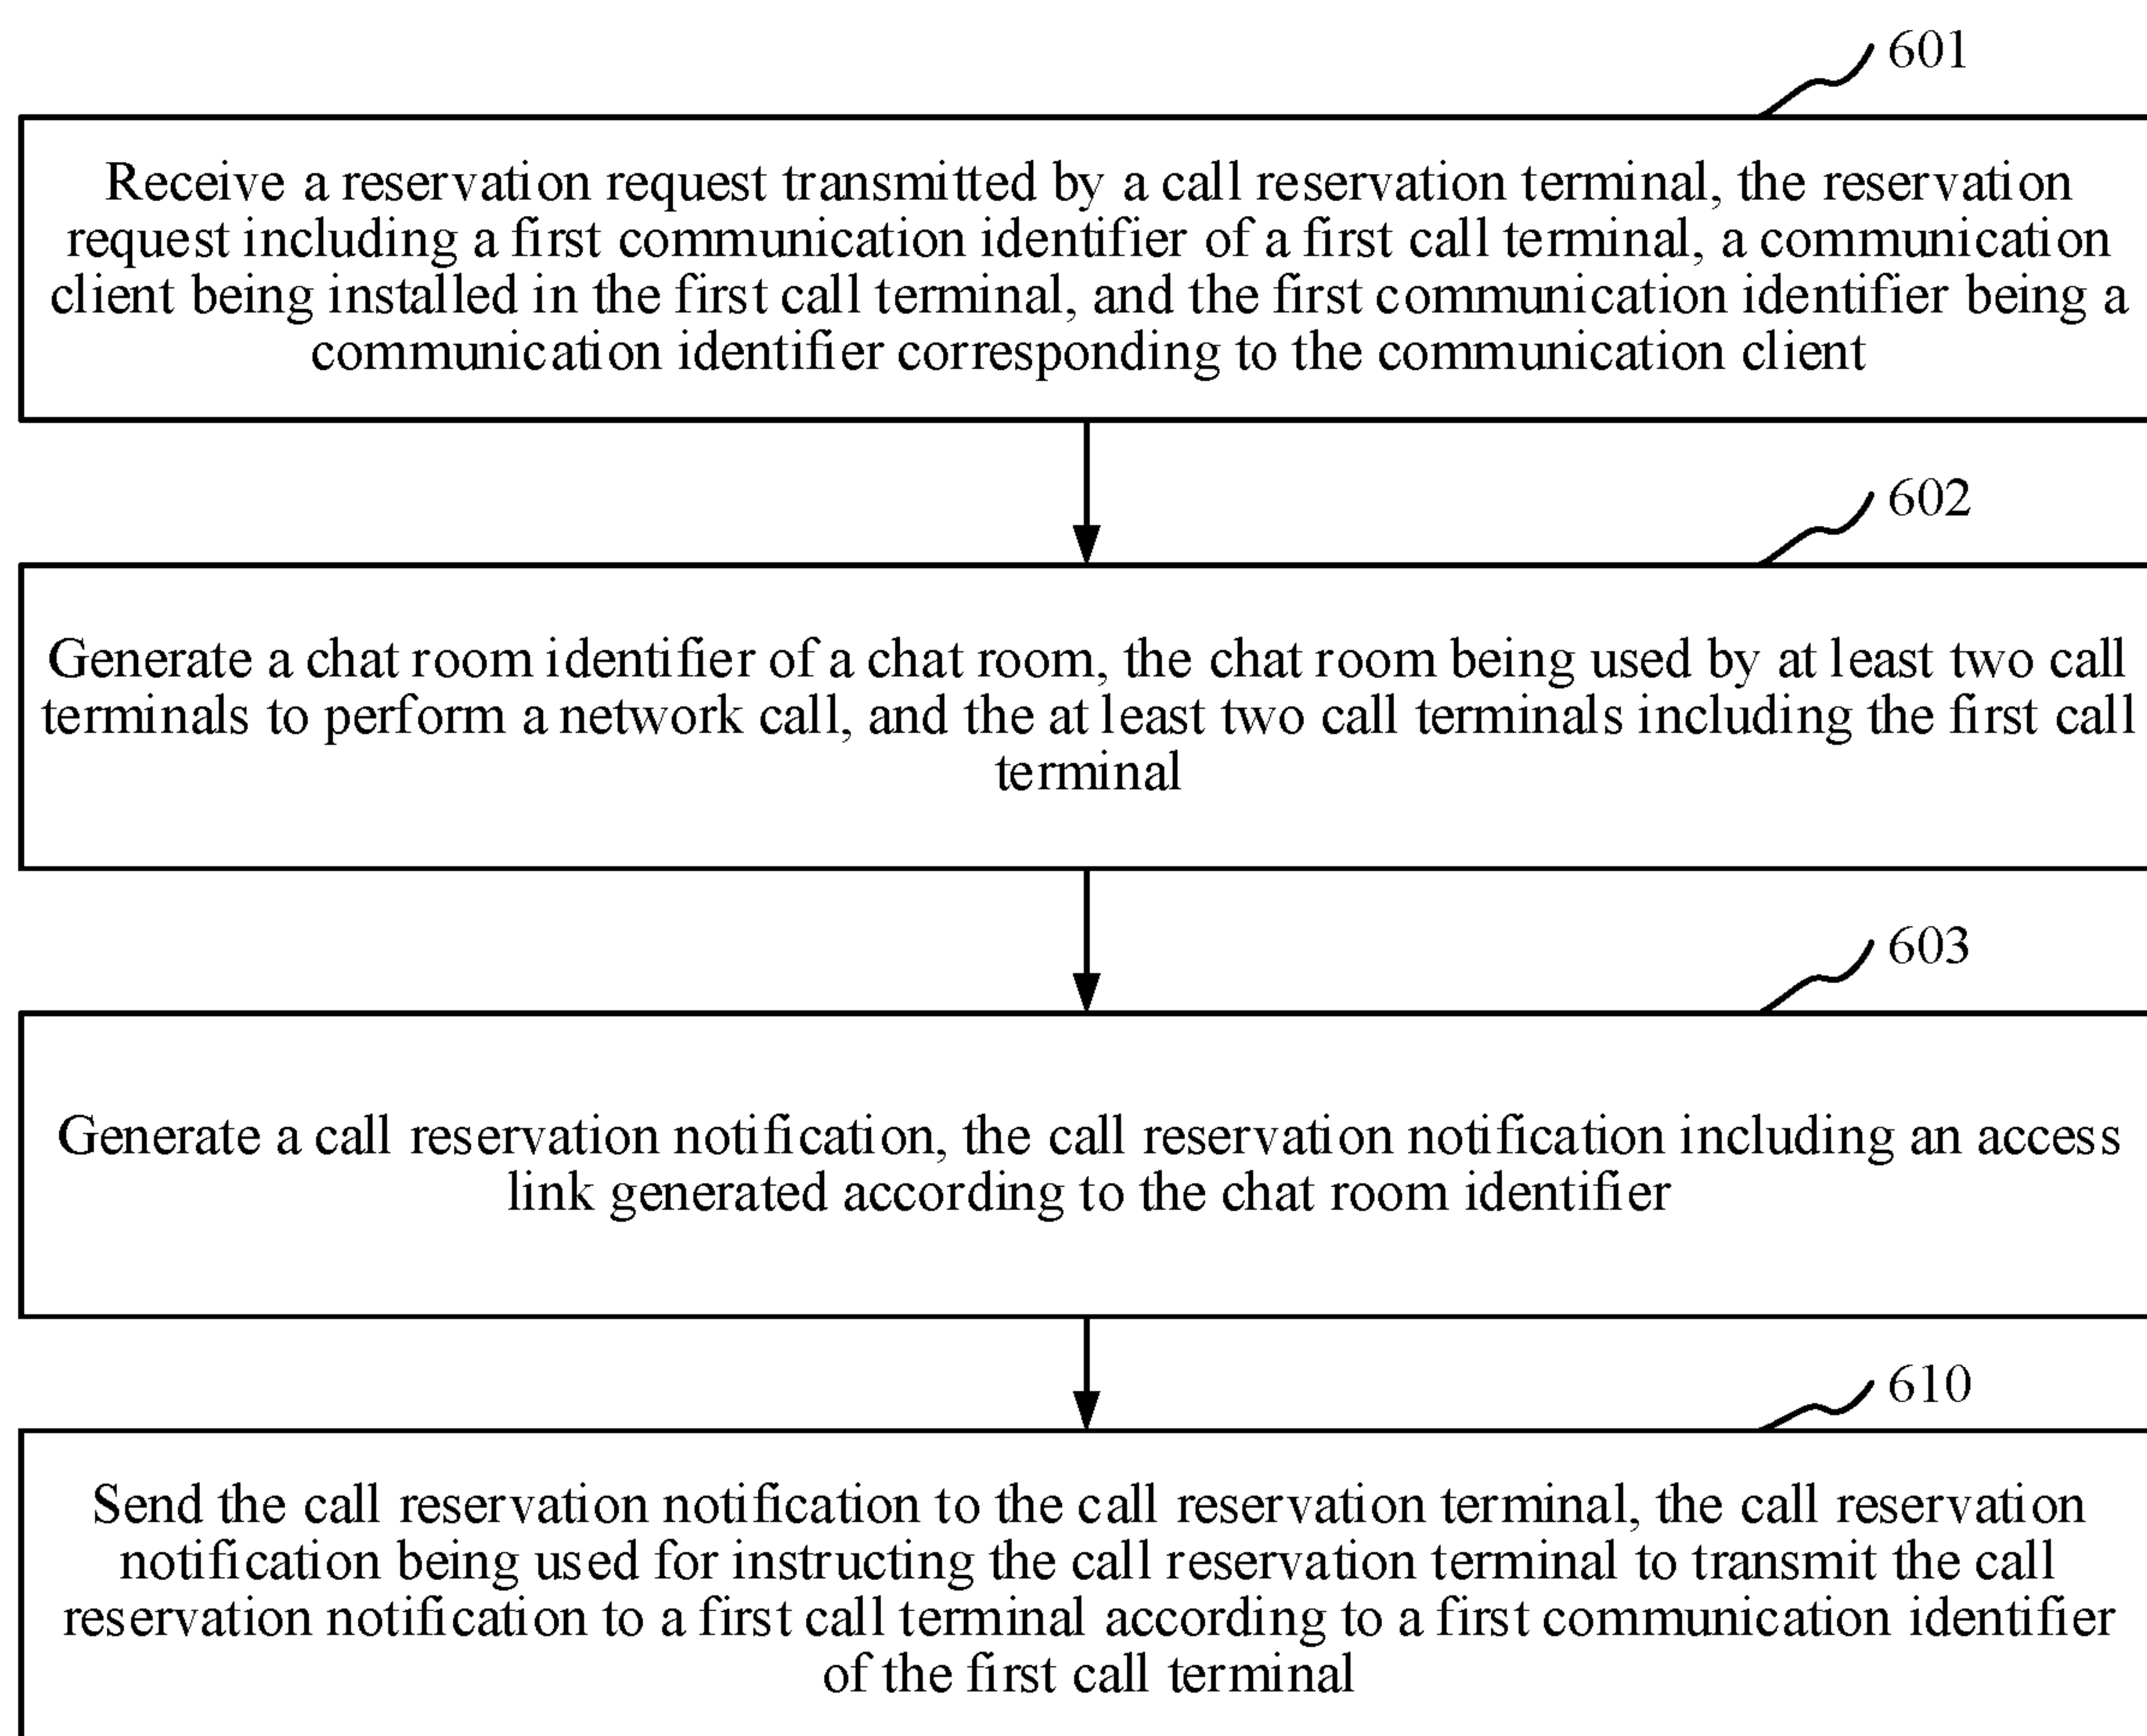 601
Receive a reservation request transmitted by a call reservation terminal, the reservation
request including a first communication identifier of a first call terminal, a communication
client being installed in the first call terminal, and the first communication identifier being a
communication identifier corresponding to the communication client
602
Generate a chat room identifier of a chat room, the chat room being used by at least two call
terminals to perform a network call, and the at least two call terminals including the first call
terminal
603
Generate a call reservation notification, the call reservation notification including an access
link generated according to the chat room identifier
610
Send the call reservation notification to the call reservation terminal, the call reservation
notification being used for instructing the call reservation terminal to transmit the call
reservation notification to a first call terminal according to a first communication identifier
of the first call terminal